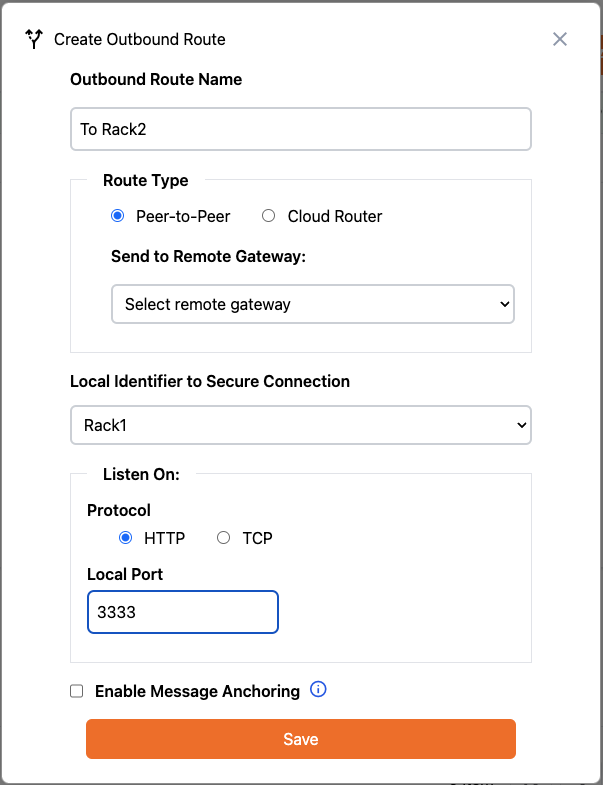 Create Outbound Route
Outbound Route Name
To Rack2
Route Type
Peer-to-Peer Cloud Router
Send to Remote Gateway:
Select remote gateway
Local Identifier to Secure Connection
Rack1
Listen On:
Protocol
HTTP TCP
Local Port
3333
Enable Message Anchoring
Save